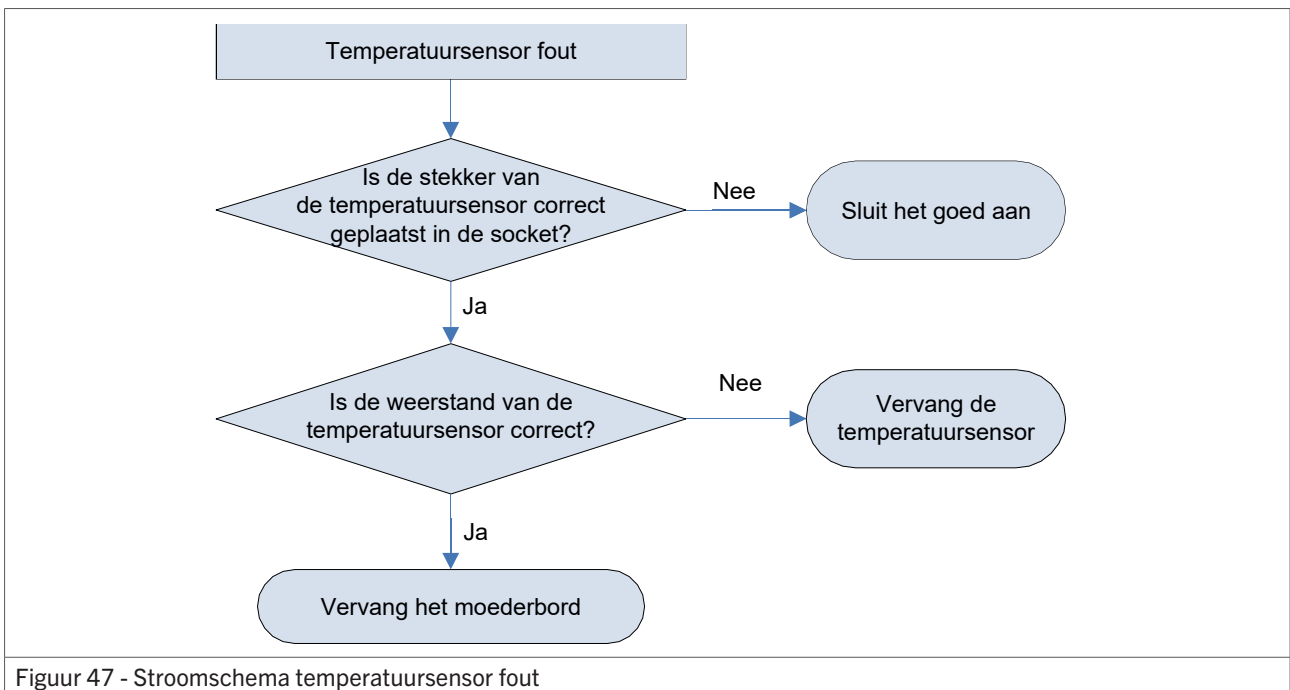 Temperatuursensor fout
Is de stekker van
de temperatuursensor correct
geplaatst in de socket?
Nee
Sluit het goed aan
Ja
Is de weerstand van de
temperatuursensor correct?
Nee
Vervang de
temperatuursensor
Ja
Vervang het moederbord
Figuur 47 - Stroomschema temperatuursensor fout